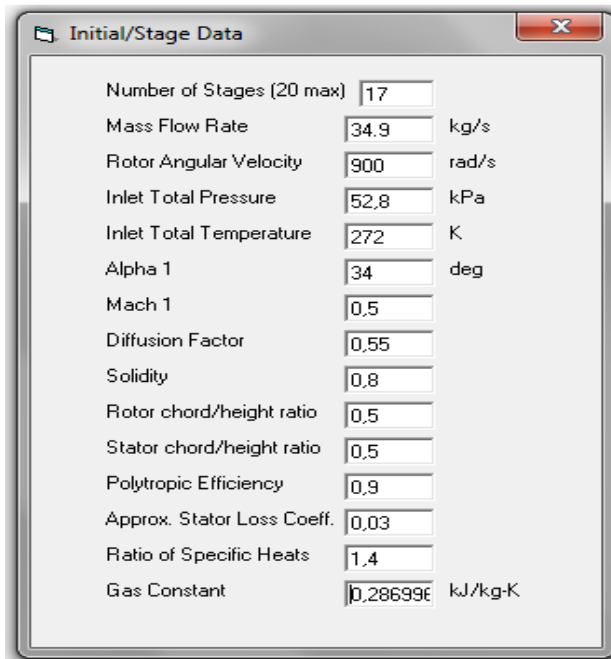 Initial/Stage Data
Number of Stages (20 max) 17
Mass Flow Rate 34.9 kg/s
Rotor Angular Velocity 900 rad/s
Inlet Total Pressure 52,8 kPa
Inlet Total Temperature 272 K
Alpha 1 34 deg
Mach 1 0,5
Diffusion Factor 0,55
Solidity 0,8
Rotor chord/height ratio 0,5
Stator chord/height ratio 0,5
Polytropic Efficiency 0,9
Approx. Stator Loss Coeff. 0,03
Ratio of Specific Heats 1,4
Gas Constant 0,286996 kJ/kg-K